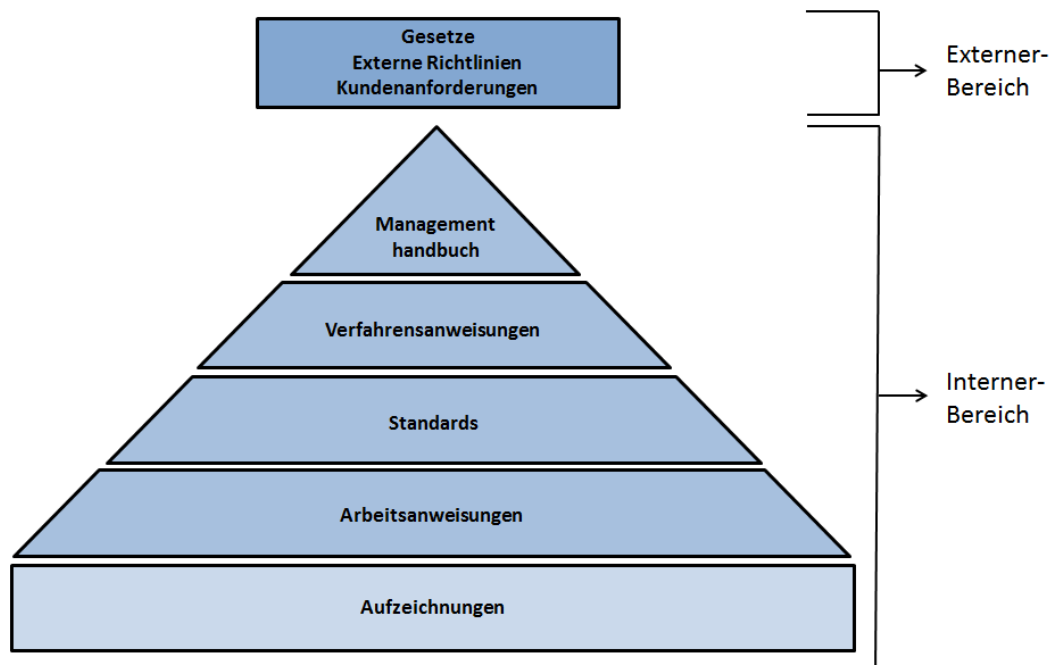 Gesetze
Externe Richtlinien
Kundenanforderungen
Externer-
Bereich
Management
handbuch
Verfahrensanweisungen
Standards
Arbeitsanweisungen
Aufzeichnungen
Interner-
Bereich